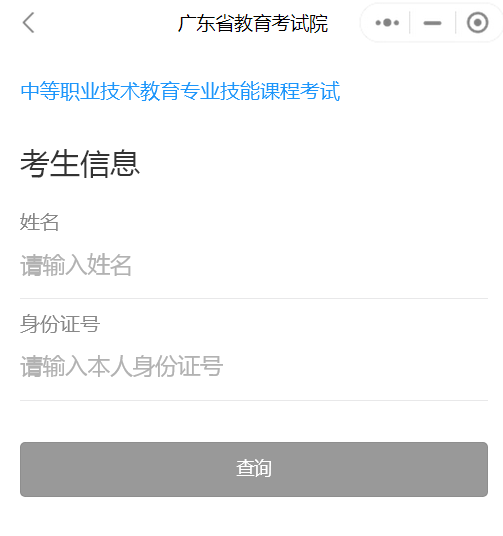 广东省教育考试院
中等职业技术教育专业技能课程考试
考生信息
姓名
请输入姓名
身份证号
请输入本人身份证号
查询